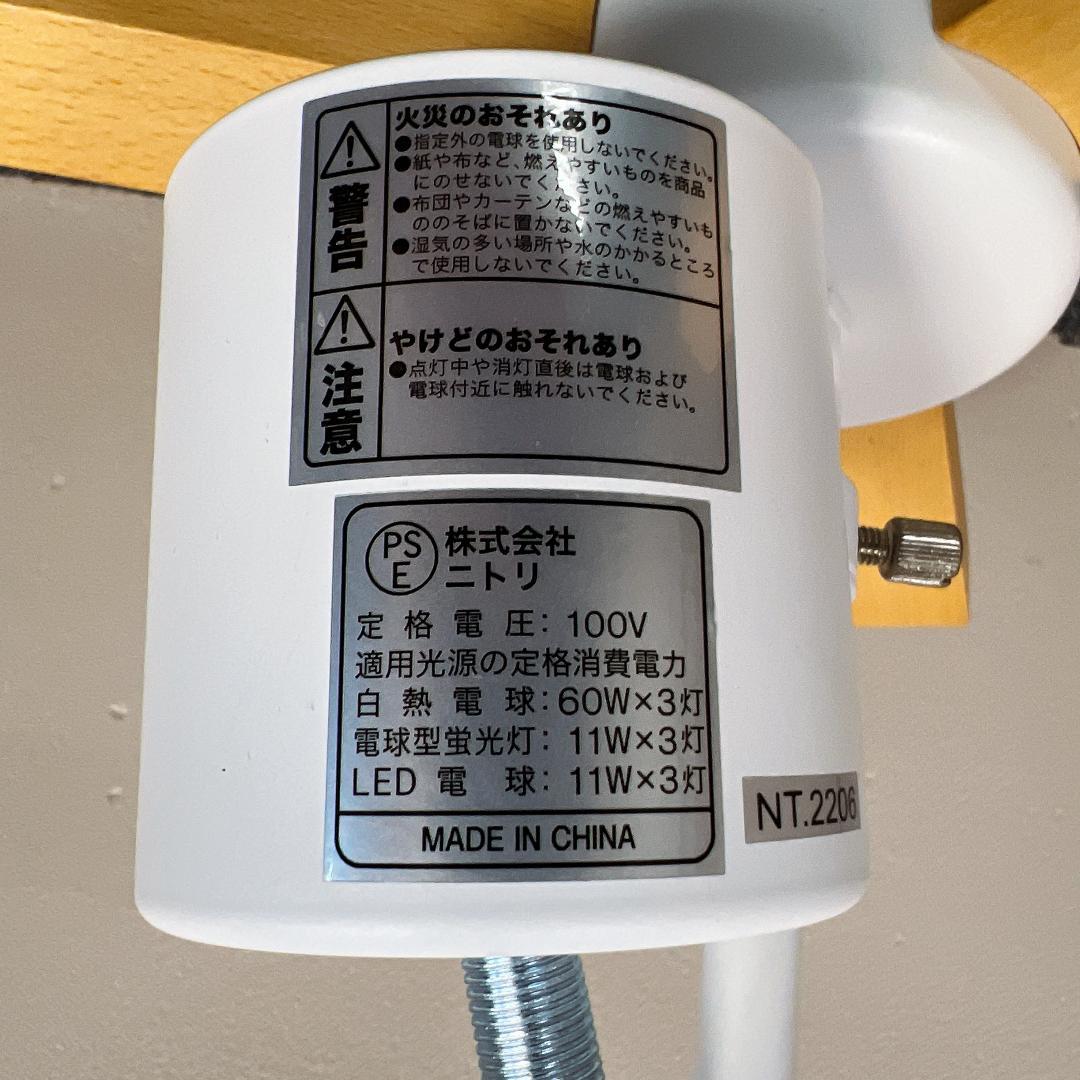 火災のおそれあり
●指定外の電球を使用しないでください。
●紙や布など、燃えやすいものを商品
にのせないでください。
●布団やカーテンなどの燃えやすいも
ののそばに置かないでください。
●湿気の多い場所や水のかかるところ
で使用しないでください。
警告
やけどのおそれあり
●点灯中や消灯直後は電球および
電球付近に触れないでください。
注意
PS
E
株式会社
ニトリ
定格電圧：100V
適用光源の定格消費電力
白熱電球：60W×3灯
電球型蛍光灯：11W×3灯
LED電球：11W×3灯
MADE IN CHINA
NT.2206